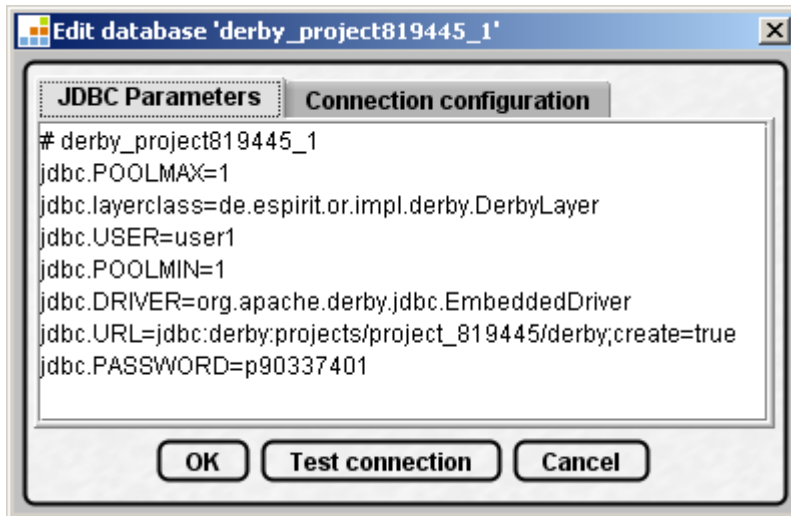 Edit database 'derby_project819445_1'
JDBC Parameters Connection configuration
# derby_project819445_1
jdbc.POOLMAX=1
jdbc.layerclass=de.espirit.or.impl.derby.DerbyLayer
jdbc.USER=user1
jdbc.POOLMIN=1
jdbc.DRIVER=org.apache.derby.jdbc.EmbeddedDriver
jdbc.URL=jdbc:derby:projects/project_819445/derby;create=true
jdbc.PASSWORD=p90337401
OK Test connection Cancel